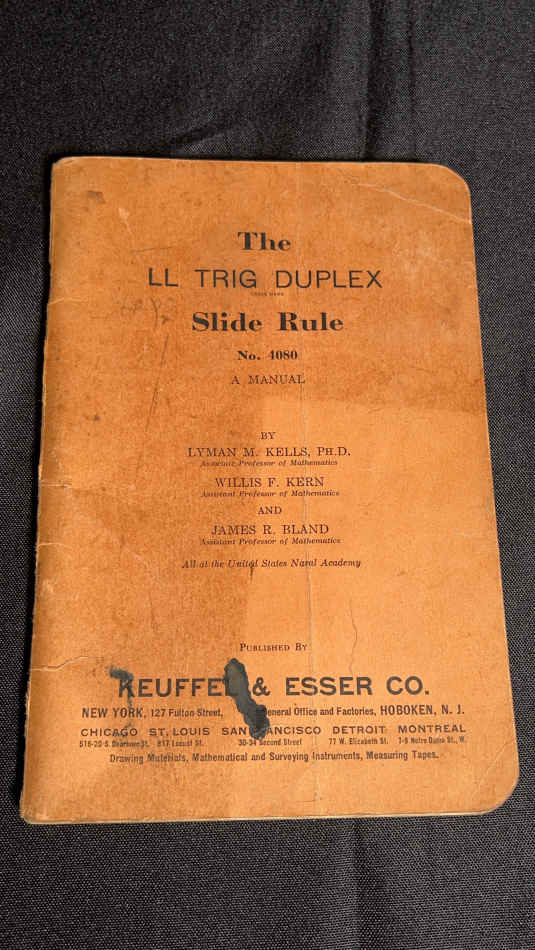 The
LL TRIG DUPLEX
TRADE MARK
Slide Rule
No. 4080
A MANUAL
BY
LYMAN M. KELLS, PH.D.
Associate Professor of Mathematics
WILLIS F. KERN
Assistant Professor of Mathematics
AND
JAMES R. BLAND
Assistant Professor of Mathematics
All at the United States Naval Academy
PUBLISHED BY
KEUFFEL & ESSER CO.
NEW YORK, 127 Fulton Street, General Office and Factories, HOBOKEN, N. J.
CHICAGO ST. LOUIS SAN FRANCISCO DETROIT MONTREAL
516-20 S. Dearborn St. 817 Locust St. 30-34 Second Street 77 W. Elizabeth St. 7-9 Notre Dame St., W.
Drawing Materials, Mathematical and Surveying Instruments, Measuring Tapes.